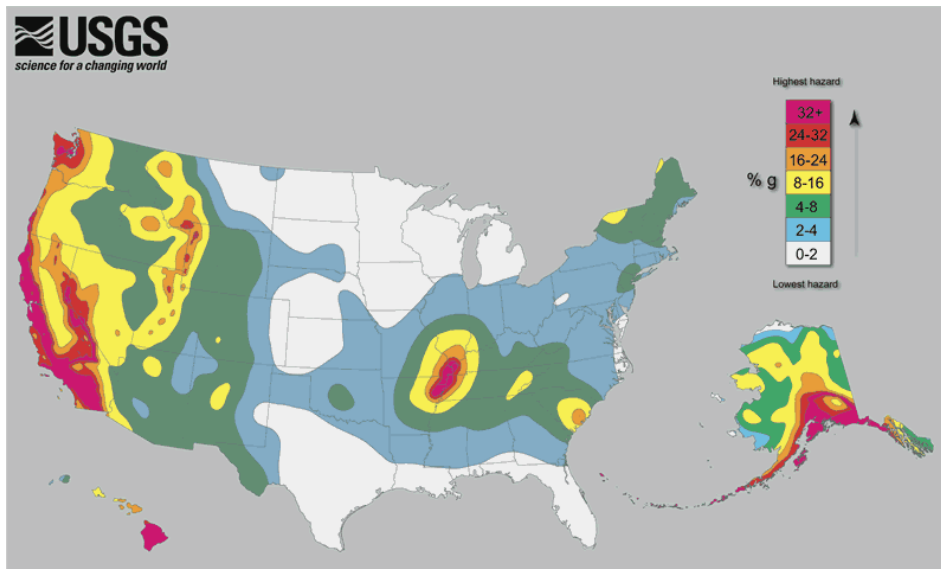 USGS
science for a changing world
Highest hazard
32+
24-32
16-24
% g
8-16
4-8
2-4
0-2
Lowest hazard